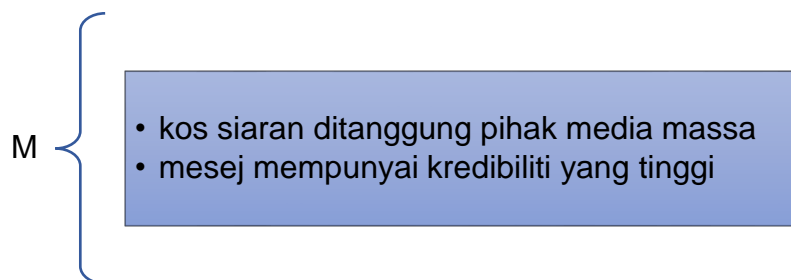 M
• kos siaran ditanggung pihak media massa
• mesej mempunyai kredibiliti yang tinggi